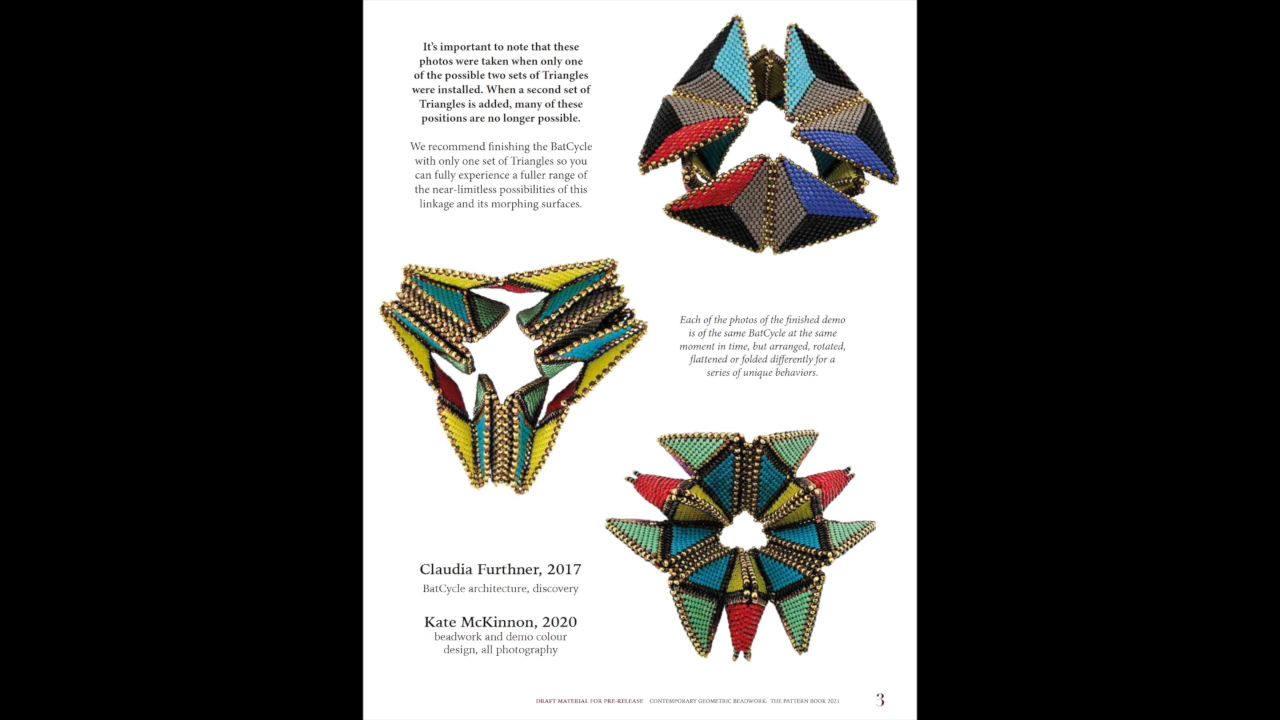 It's important to note that these
photos were taken when only one
of the possible two sets of Triangles
were installed. When a second set of
Triangles is added, many of these
positions are no longer possible.
We recommend finishing the BatCycle
with only one set of Triangles so you
can fully experience a fuller range of
the near-limitless possibilities of this
linkage and its morphing surfaces.
Each of the photos of the finished demo
is of the same BatCycle at the same
moment in time, but arranged, rotated,
flattened or folded differently for a
series of unique behaviors.
Claudia Furthner, 2017
BatCycle architecture, discovery
Kate McKinnon, 2020
beadwork and demo colour
design, all photography
DRAFT MATERIAL FOR PRE-RELEASE CONTEMPORARY GEOMETRIC BEADWORK. THE PATTERN BOOK 2021 3